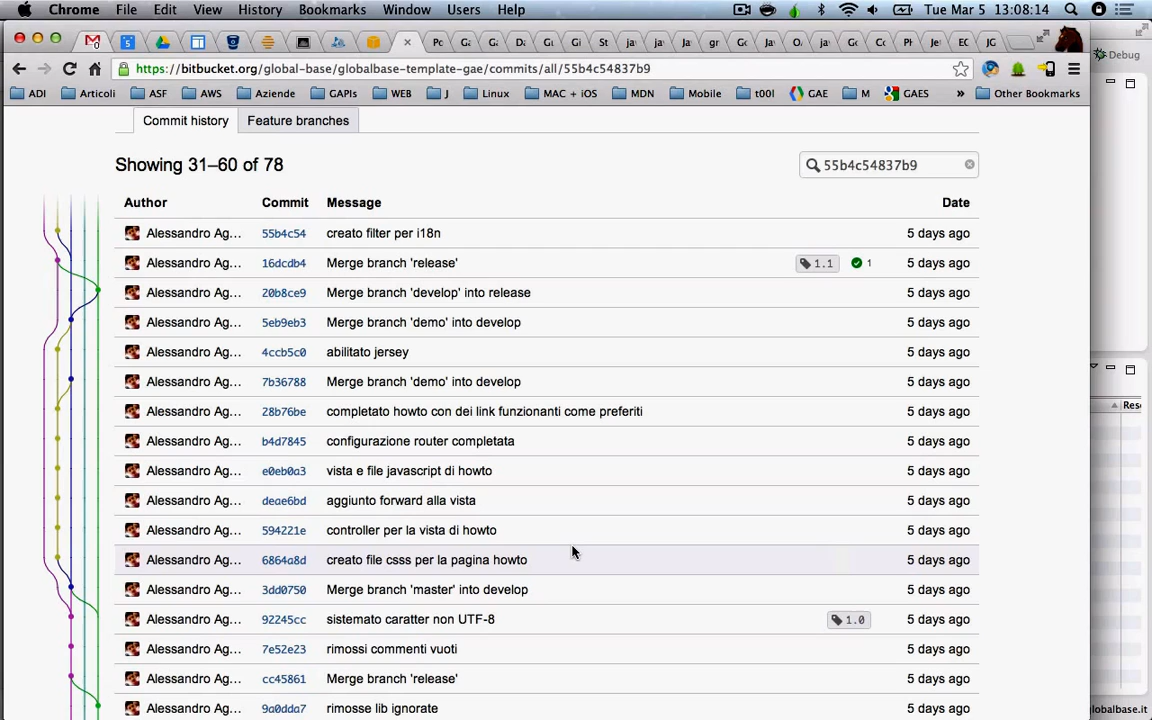 Chrome File Edit View History Bookmarks Window Users Help Tue Mar 5 13:08:14
Debug
https://bitbucket.org/global-base/globalbase-template-gae/commits/all/55b4c54837b9
ADI Articoli ASF AWS Aziende GAPIs WEB J Linux MAC + iOS MDN Mobile t00l GAE M GAES » Other Bookmarks
Commit history Feature branches
Showing 31–60 of 78
55b4c54837b9
Author Commit Message Date
Alessandro Ag... 55b4c54 creato filter per i18n 5 days ago
Alessandro Ag... 16dcdb4 Merge branch 'release' 1.1 1 5 days ago
Alessandro Ag... 20b8ce9 Merge branch 'develop' into release 5 days ago
Alessandro Ag... 5eb9eb3 Merge branch 'demo' into develop 5 days ago
Alessandro Ag... 4ccb5c0 abilitato jersey 5 days ago
Alessandro Ag... 7b36788 Merge branch 'demo' into develop 5 days ago
Alessandro Ag... 28b76be completato howto con dei link funzionanti come preferiti 5 days ago
Alessandro Ag... b4d7845 configurazione router completata 5 days ago
Alessandro Ag... e0eb0a3 vista e file javascript di howto 5 days ago
Alessandro Ag... deae6bd aggiunto forward alla vista 5 days ago
Alessandro Ag... 594221e controller per la vista di howto 5 days ago
Alessandro Ag... 6864a8d creato file csss per la pagina howto 5 days ago
Alessandro Ag... 3dd0750 Merge branch 'master' into develop 5 days ago
Alessandro Ag... 92245cc sistemato caratter non UTF-8 1.0 5 days ago
Alessandro Ag... 7e52e23 rimossi commenti vuoti 5 days ago
Alessandro Ag... cc45861 Merge branch 'release' 5 days ago
Alessandro Ag... 9a0dda7 rimosse lib ignorate 5 days ago
Res
globalbase.it